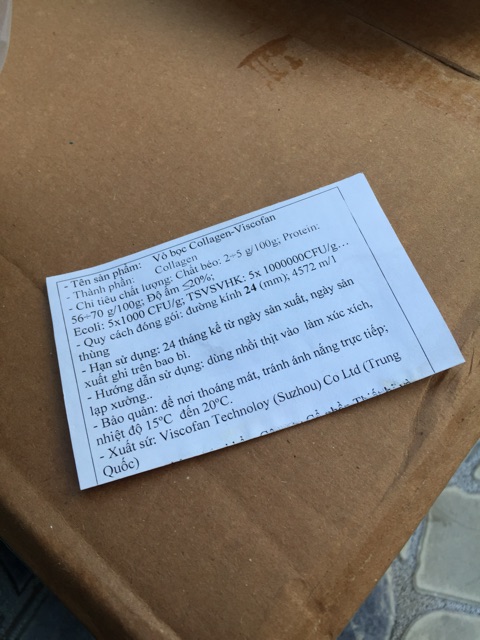 - Tên sản phẩm: Vỏ bọc Collagen-Viscofan
- Thành phần: Collagen
- Chỉ tiêu chất lượng: Chất béo: 2÷5 g/100g; Protein:
56÷70 g/100g; Độ ẩm ≤20%;
Ecoli: 5x1000 CFU/g; TSVSVHK: 5x 1000000CFU/g…
- Quy cách đóng gói: đường kính 24 (mm); 4572 m/1
thùng
- Hạn sử dụng: 24 tháng kể từ ngày sản xuất, ngày sản
xuất ghi trên bao bì.
- Hướng dẫn sử dụng: dùng nhồi thịt vào làm xúc xích,
lạp xưởng..
- Bảo quản: để nơi thoáng mát, tránh ánh nắng trực tiếp;
nhiệt độ 15°C đến 20°C.
- Xuất sứ: Viscofan Technoloy (Suzhou) Co Ltd (Trung
Quốc)